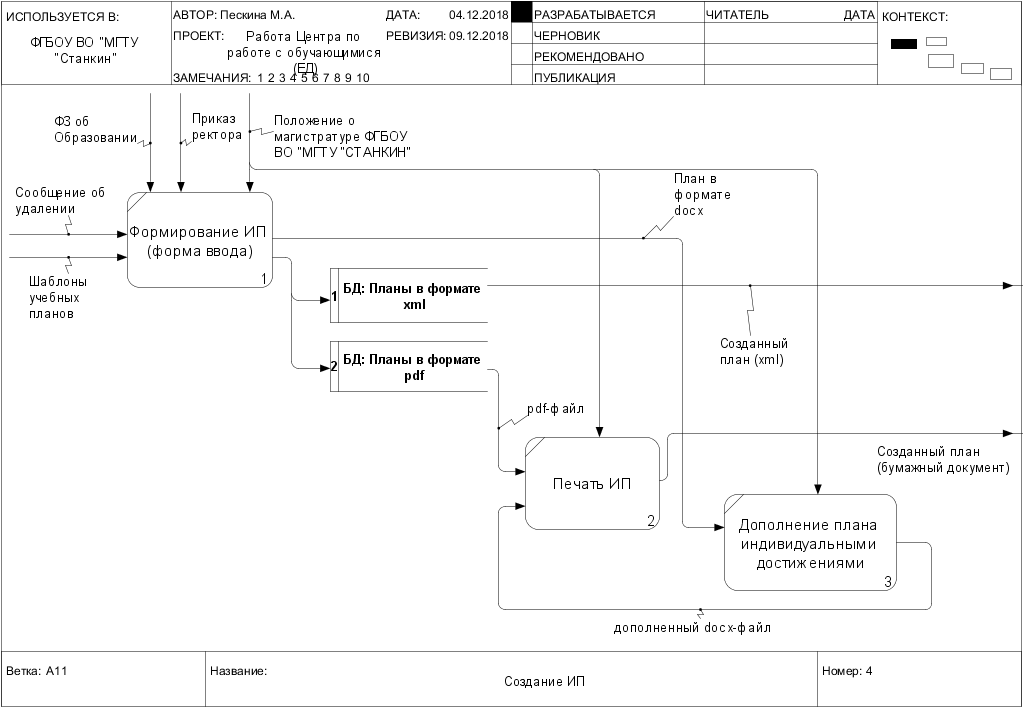 ИСПОЛЬЗУЕТСЯ В:
ФГБОУ ВО "МГТУ
"Станкин"
АВТОР: Пескина М.А.
ДАТА: 04.12.2018
ПРОЕКТ: Работа Центра по
работе с обучающимися
(ЕД)
РЕВИЗИЯ: 09.12.2018
ЗАМЕЧАНИЯ: 1 2 3 4 5 6 7 8 9 10
РАЗРАБАТЫВАЕТСЯ
ЧЕРНОВИК
РЕКОМЕНДОВАНО
ПУБЛИКАЦИЯ
ЧИТАТЕЛЬ ДАТА
КОНТЕКСТ:
ФЗ об
Образовании
Приказ
ректора
Положение о
магистратуре ФГБОУ
ВО "МГТУ "СТАНКИН"
План в
формате
docx
Сообщение об
удалении
Формирование ИП
(форма ввода)
1
Шаблоны
учебных
планов
1
БД: Планы в формате
xml
Созданный
план (xml)
2
БД: Планы в формате
pdf
pdf-файл
Созданный план
(бумажный документ)
Печать ИП
2
Дополнение плана
индивидуальными
достижениями
3
дополненный docx-файл
Ветка: A11
Название:
Создание ИП
Номер: 4